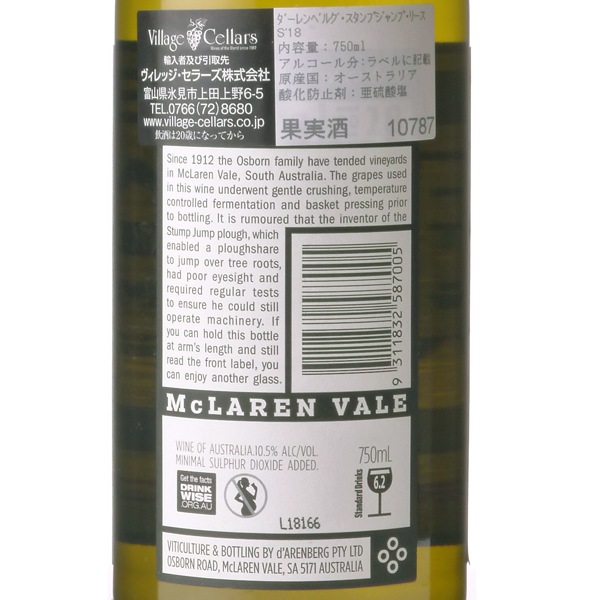 Village Cellars
Wines of the World since 1987
輸入者及び引取先
ヴィレッジ・セラーズ株式会社
富山県氷見市上田上野6-5
TEL.0766(72)8680
www.village-cellars.co.jp
飲酒は20歳になってから
ﾀﾞｰﾚﾝﾍﾞﾙｸﾞ・ｽﾀﾝﾌﾟｼﾞｬﾝﾌﾟ・ﾘｰｽ
S'18
内容量：750ml
アルコール分：ラベルに記載
原産国：オーストラリア
酸化防止剤：亜硫酸塩
果実酒 10787
Since 1912 the Osborn family have tended vineyards
in McLaren Vale, South Australia. The grapes used
in this wine underwent gentle crushing, temperature
controlled fermentation and basket pressing prior
to bottling. It is rumoured that the inventor of the
Stump Jump plough, which
enabled a ploughshare
to jump over tree roots,
had poor eyesight and
required regular tests
to ensure he could still
operate machinery. If
you can hold this bottle
at arm's length and still
read the front label, you
can enjoy another glass.
9 311832 587005
McLAREN VALE
WINE OF AUSTRALIA.10.5% ALC/VOL.
MINIMAL SULPHUR DIOXIDE ADDED.
750mL
Get the facts
DRINK
WISE
.ORG.AU
Standard Drinks
6.2
L18166
VITICULTURE & BOTTLING BY d'ARENBERG PTY LTD
OSBORN ROAD, McLAREN VALE, SA 5171 AUSTRALIA